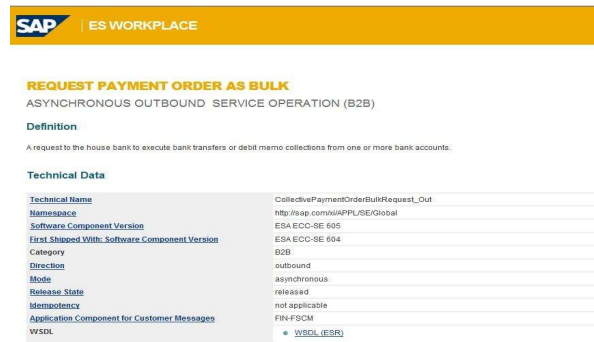 SAP ES WORKPLACE
REQUEST PAYMENT ORDER AS BULK
ASYNCHRONOUS OUTBOUND SERVICE OPERATION (B2B)
Definition
A request to the house bank to execute bank transfers or debit memo collections from one or more bank accounts.
Technical Data
Technical Name CollectivePaymentOrderBulkRequest_Out
Namespace http://sap.com/xi/APPL/SE/Global
Software Component Version ESA ECC-SE 605
First Shipped With: Software Component Version ESA ECC-SE 604
Category B2B
Direction outbound
Mode asynchronous
Release State released
Idempotency not applicable
Application Component for Customer Messages FIN-FSCM
WSDL WSDL (ESR)